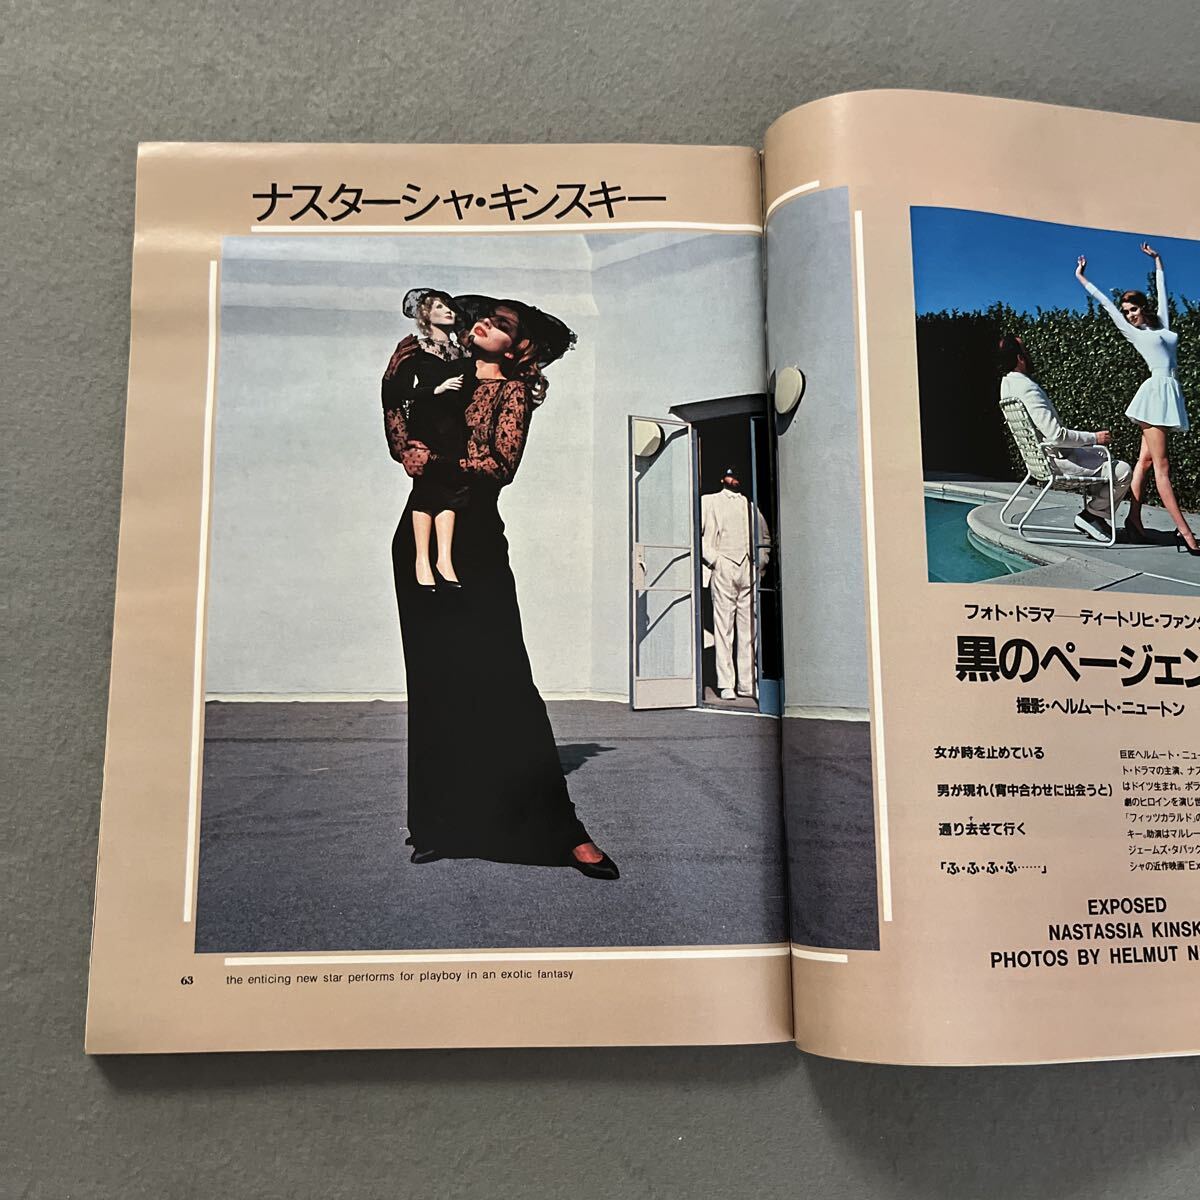 ナスターシャ・キンスキー
63 the enticing new star performs for playboy in an exotic fantasy
フォト・ドラマ──ディートリヒ・ファンタ
黒のページェン
撮影・ヘルムート・ニュートン
女が時を止めている
男が現れ(背中合わせに出会うと)
通り去ぎて行く
「ふ・ふ・ふ・ふ……」
巨匠ヘルムート・ニュー
ト・ドラマの主演、ナス
はドイツ生まれ。ポラ
劇のヒロインを演じ世
「フィッツカラルド」の
キー。助演はマルレー
ジェームズ・タバック
シャの近作映画"Ex
EXPOSED
NASTASSIA KINSK
PHOTOS BY HELMUT N